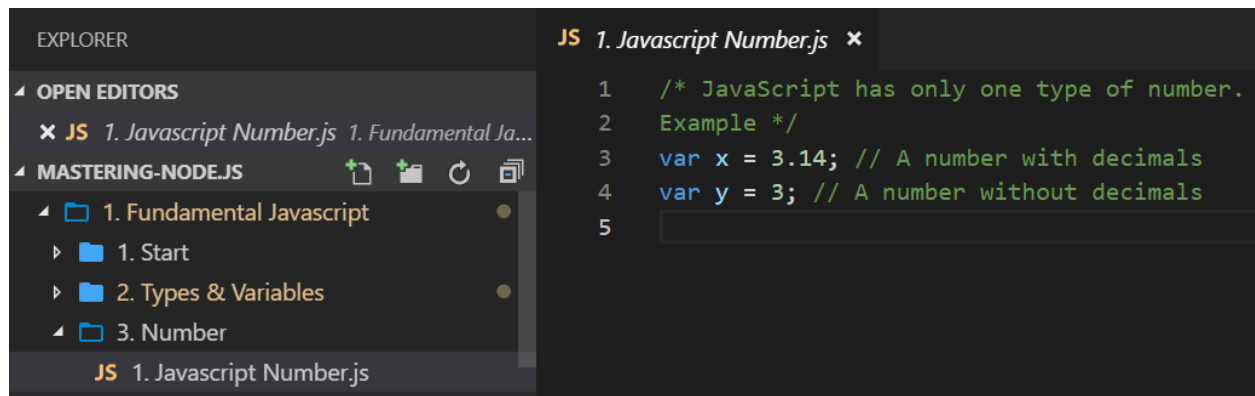 EXPLORER
OPEN EDITORS
JS 1. Javascript Number.js 1. Fundamental Ja...
MASTERING-NODE.JS
1. Fundamental Javascript
1. Start
2. Types & Variables
3. Number
JS 1. Javascript Number.js
JS 1. Javascript Number.js
1 /* JavaScript has only one type of number.
2 Example */
3 var x = 3.14; // A number with decimals
4 var y = 3; // A number without decimals
5